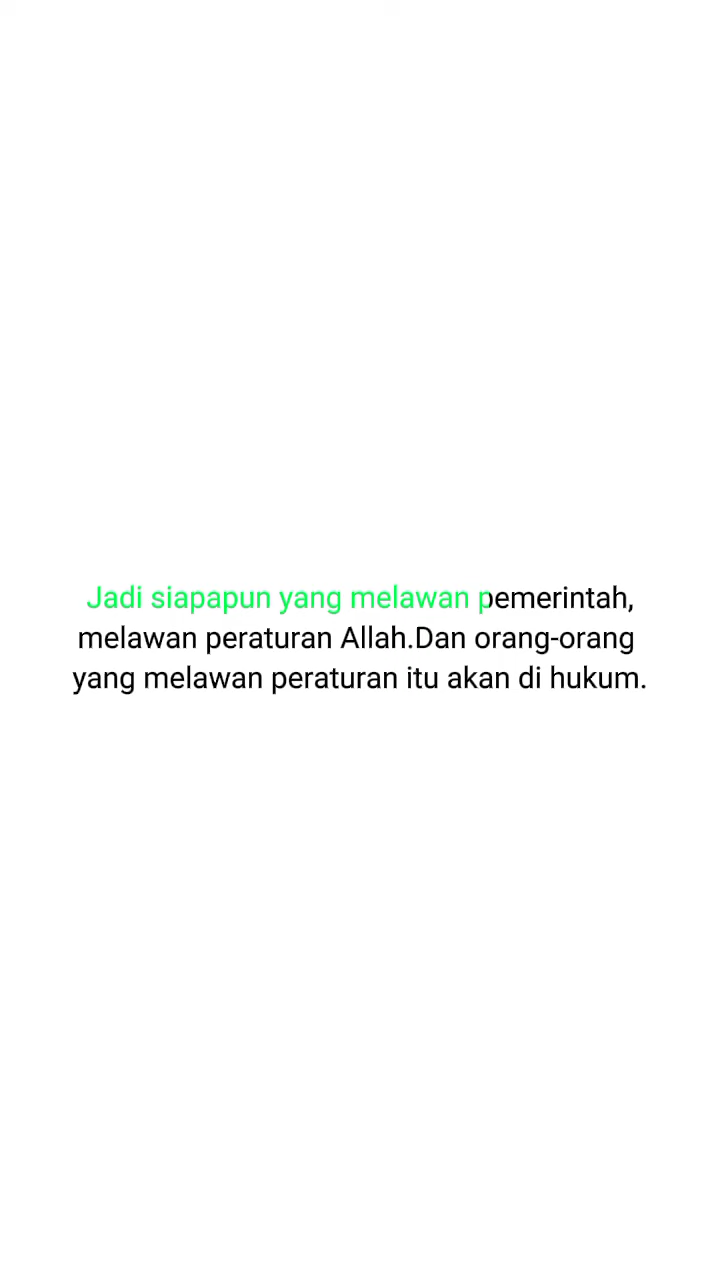 Jadi siapapun yang melawan pemerintah,
melawan peraturan Allah.Dan orang-orang
yang melawan peraturan itu akan di hukum.